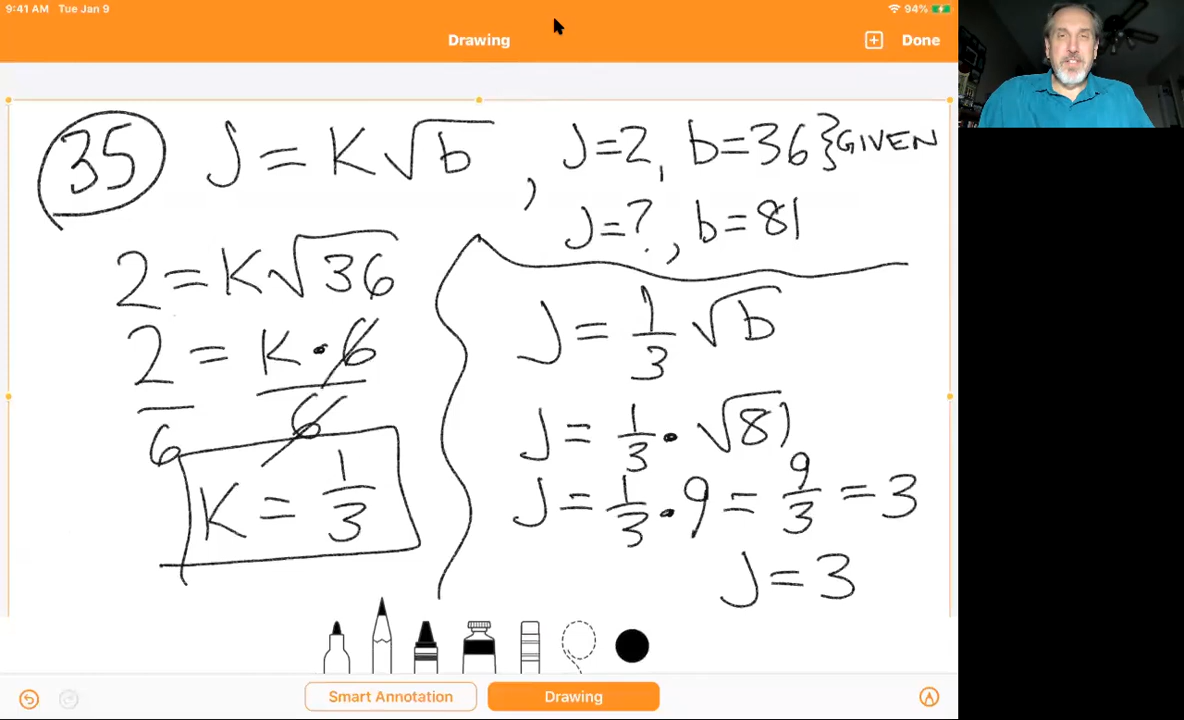 9:41 AM Tue Jan 9
94%
Drawing
Done
35 J = K√b , J=2, b=36 } GIVEN
J=?, b=81
2 = K√36
2/6 = K·6/6
K = 1/3
J = 1/3 √b
J = 1/3 · √81
J = 1/3 · 9 = 9/3 = 3
J = 3
Smart Annotation
Drawing